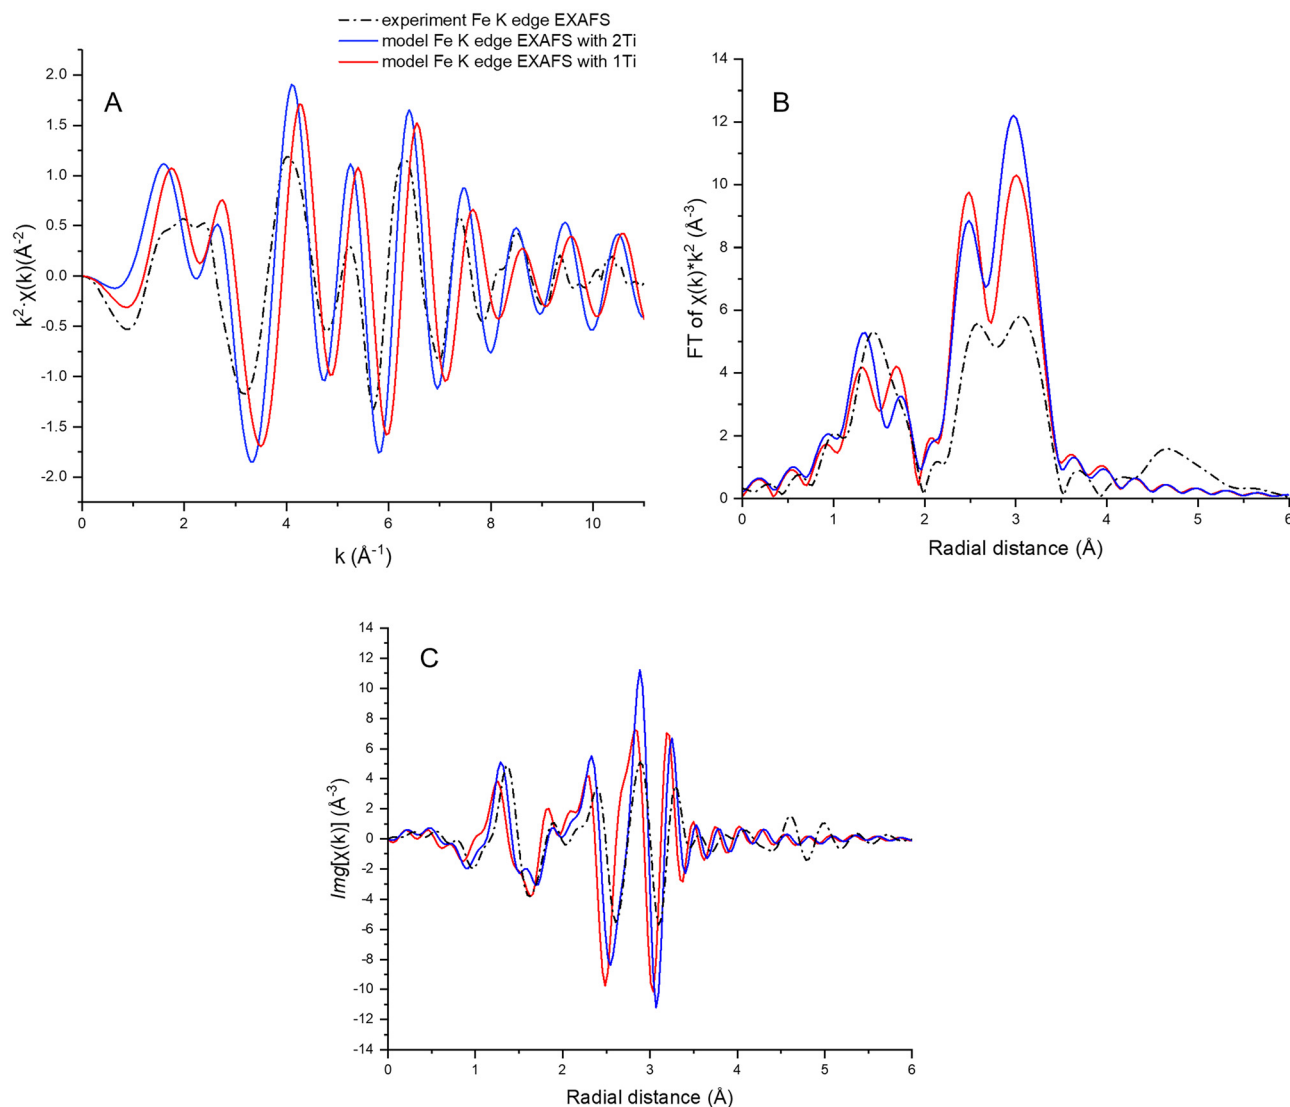 experiment Fe K edge EXAFS
model Fe K edge EXAFS with 2Ti
model Fe K edge EXAFS with 1Ti
A
2.0
1.5
1.0
0.5
0.0
-0.5
-1.0
-1.5
-2.0
k²·χ(k)(Å⁻²)
0 2 4 6 8 10
k (Å⁻¹)
B
14
12
10
8
6
4
2
0
FT of χ(k)*k² (Å⁻³)
0 1 2 3 4 5 6
Radial distance (Å)
C
14
12
10
8
6
4
2
0
-2
-4
-6
-8
-10
-12
-14
Img[χ(k)] (Å⁻³)
0 1 2 3 4 5 6
Radial distance (Å)